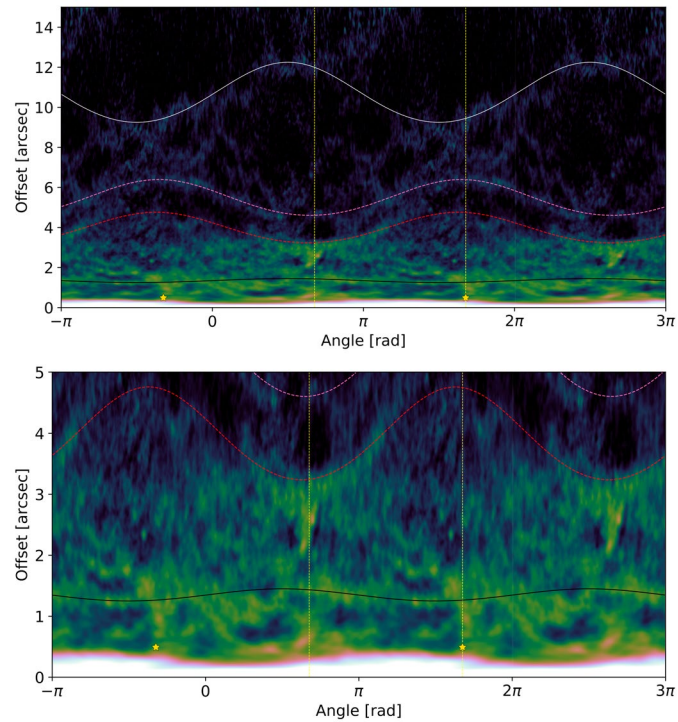 14
12
10
8
6
4
2
0
Offset [arcsec]
−π 0 π 2π 3π
Angle [rad]
5
4
3
2
1
0
Offset [arcsec]
−π 0 π 2π 3π
Angle [rad]